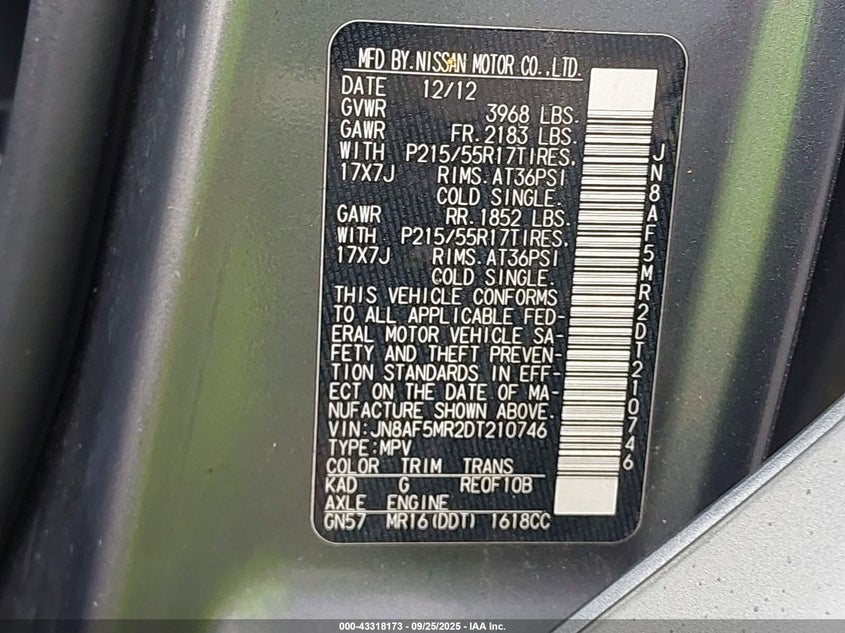 MFD BY. NISSAN MOTOR CO.,LTD.
DATE 12/12
GVWR 3968 LBS.
GAWR FR. 2183 LBS.
WITH P215/55R17TIRES.
17X7J RIMS. AT36PSI
COLD SINGLE.
GAWR RR. 1852 LBS.
WITH P215/55R17TIRES.
17X7J RIMS. AT36PSI
COLD SINGLE.
THIS VEHICLE CONFORMS
TO ALL APPLICABLE FED-
ERAL MOTOR VEHICLE SA-
FETY AND THEFT PREVEN-
TION STANDARDS IN EFF-
ECT ON THE DATE OF MA-
NUFACTURE SHOWN ABOVE.
VIN:JN8AF5MR2DT210746
TYPE:MPV
COLOR TRIM TRANS
KAD G RE0F10B
AXLE ENGINE
GN57 MR16(DDT) 1618CC
JN8AF5MR2DT210746
000-43318173 - 09/25/2025 - IAA Inc.